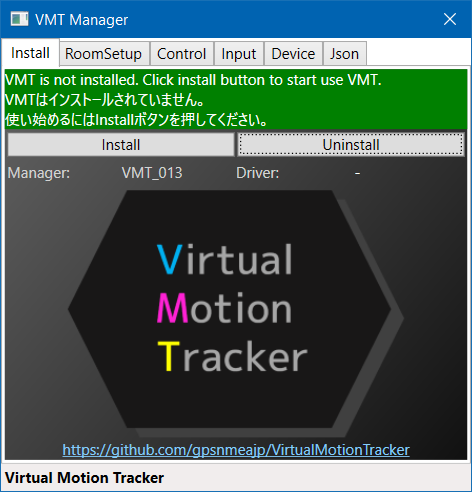 VMT Manager
Install RoomSetup Control Input Device Json
VMT is not installed. Click install button to start use VMT.
VMTはインストールされていません。
使い始めるにはInstallボタンを押してください。
Install Uninstall
Manager: VMT_013 Driver: -
Virtual
Motion
Tracker
https://github.com/gpsnmeajp/VirtualMotionTracker
Virtual Motion Tracker